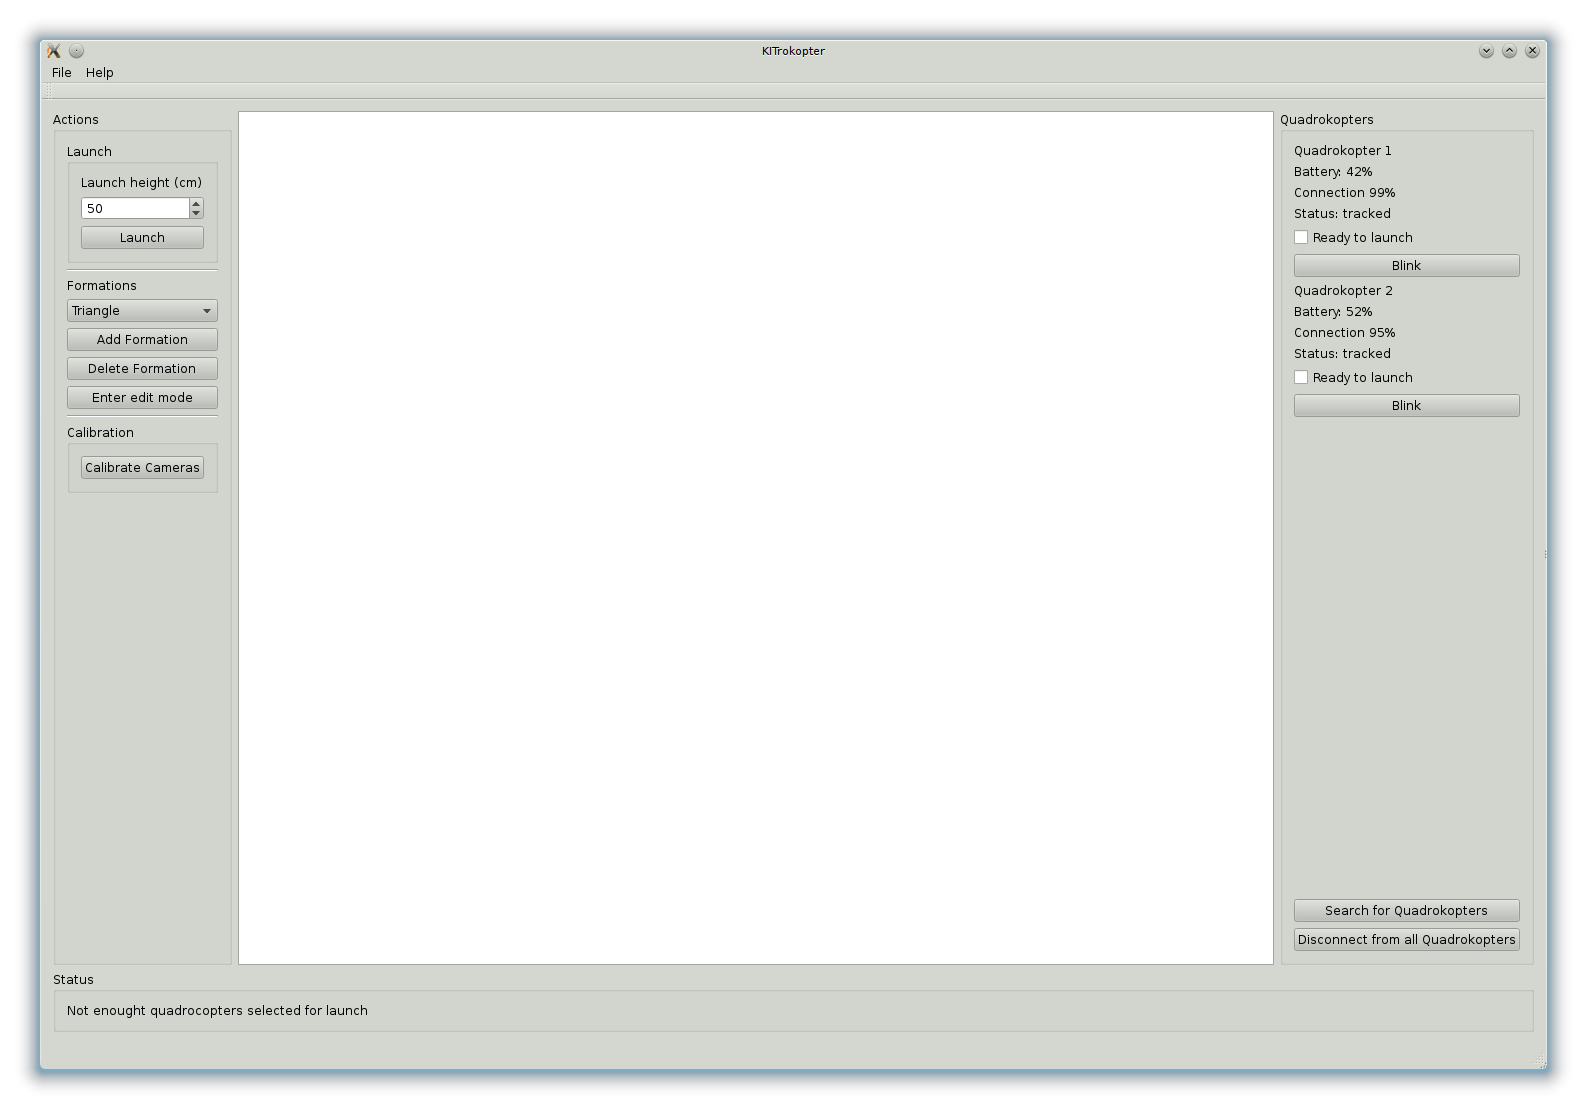 KITrokopter
File Help
Actions
Launch
Launch height (cm)
50
Launch
Formations
Triangle
Add Formation
Delete Formation
Enter edit mode
Calibration
Calibrate Cameras
Quadrokopters
Quadrokopter 1
Battery: 42%
Connection 99%
Status: tracked
Ready to launch
Blink
Quadrokopter 2
Battery: 52%
Connection 95%
Status: tracked
Ready to launch
Blink
Search for Quadrokopters
Disconnect from all Quadrokopters
Status
Not enought quadrocopters selected for launch